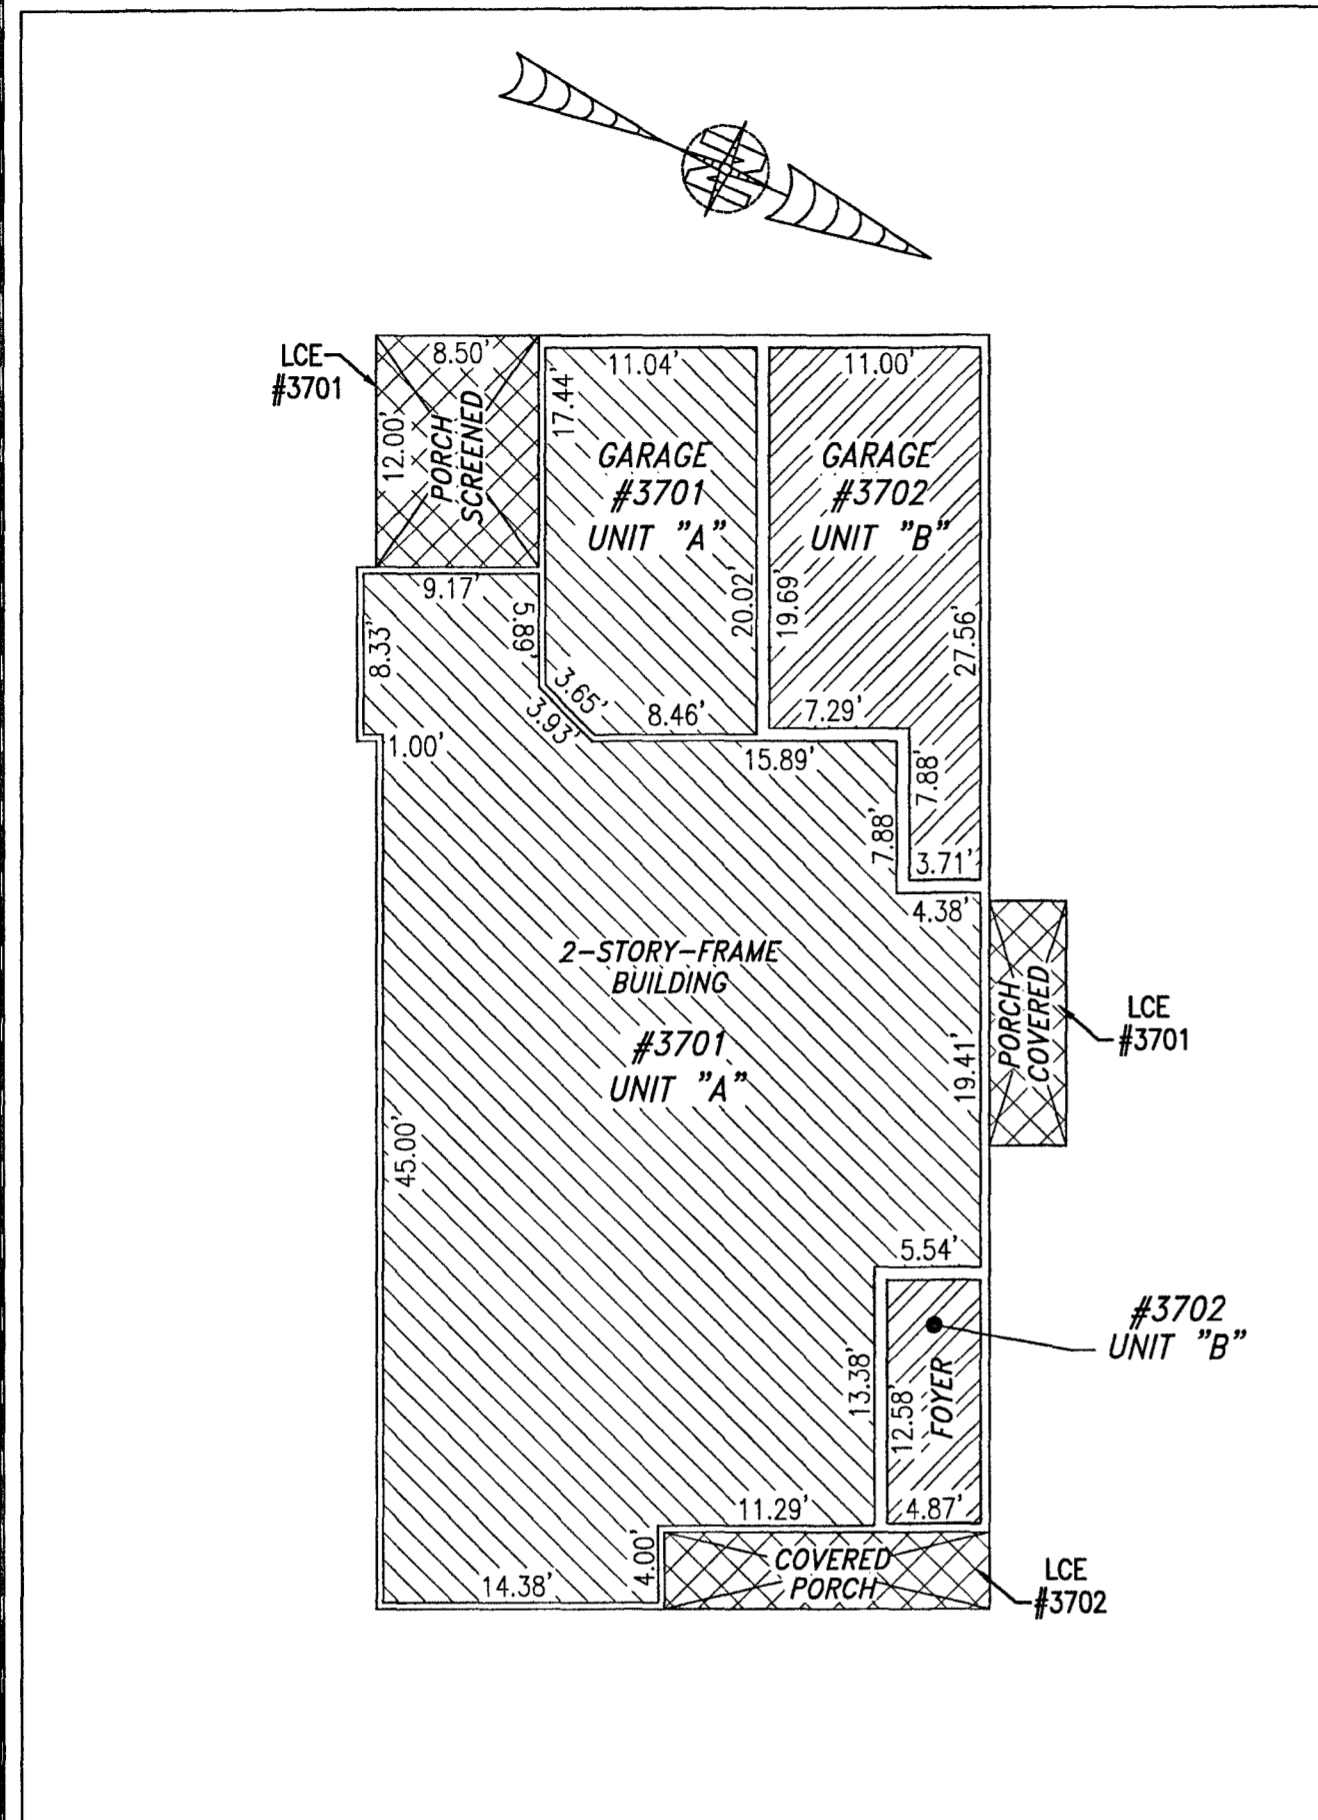 LCE
#3701
8.50'
12.00'
PORCH
SCREENED
11.04'
17.44'
GARAGE
#3701
UNIT "A"
20.02'
11.00'
GARAGE
#3702
UNIT "B"
19.69'
27.56'
9.17'
5.89'
8.33'
3.65'
3.93'
8.46'
7.29'
1.00'
15.89'
7.88'
7.88'
3.71'
4.38'
2-STORY-FRAME
BUILDING
#3701
UNIT "A"
PORCH
COVERED
LCE
#3701
19.41'
45.00'
5.54'
#3702
UNIT "B"
13.38'
12.58'
FOYER
11.29'
4.87'
4.00'
14.38'
COVERED
PORCH
LCE
#3702